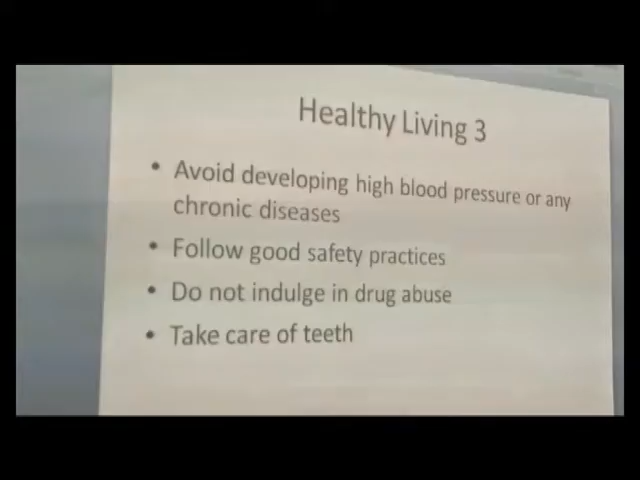 Healthy Living 3
• Avoid developing high blood pressure or any
chronic diseases
• Follow good safety practices
• Do not indulge in drug abuse
• Take care of teeth